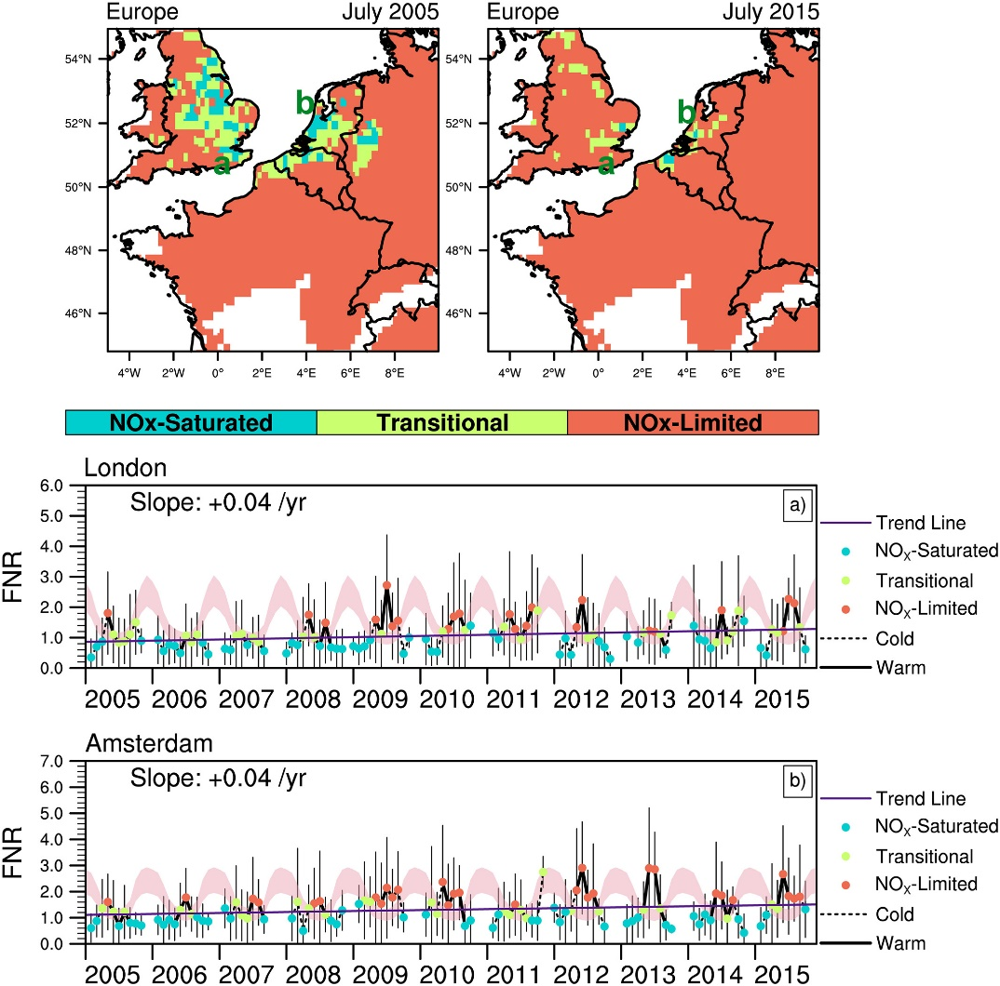 Europe July 2005 Europe July 2015
54°N 54°N
b b
52°N 52°N
a a
50°N 50°N
48°N 48°N
46°N 46°N
4°W 2°W 0° 2°E 4°E 6°E 8°E 4°W 2°W 0° 2°E 4°E 6°E 8°E
NOx-Saturated Transitional NOx-Limited
London
6.0 Slope: +0.04 /yr a)
5.0 Trend Line
4.0 NOX-Saturated
3.0 Transitional
2.0 NOX-Limited
1.0 Cold
0.0 Warm
FNR
2005 2006 2007 2008 2009 2010 2011 2012 2013 2014 2015
Amsterdam
7.0 Slope: +0.04 /yr b)
6.0 Trend Line
5.0 NOX-Saturated
4.0 Transitional
3.0 NOX-Limited
2.0 Cold
1.0
0.0 Warm
FNR
2005 2006 2007 2008 2009 2010 2011 2012 2013 2014 2015